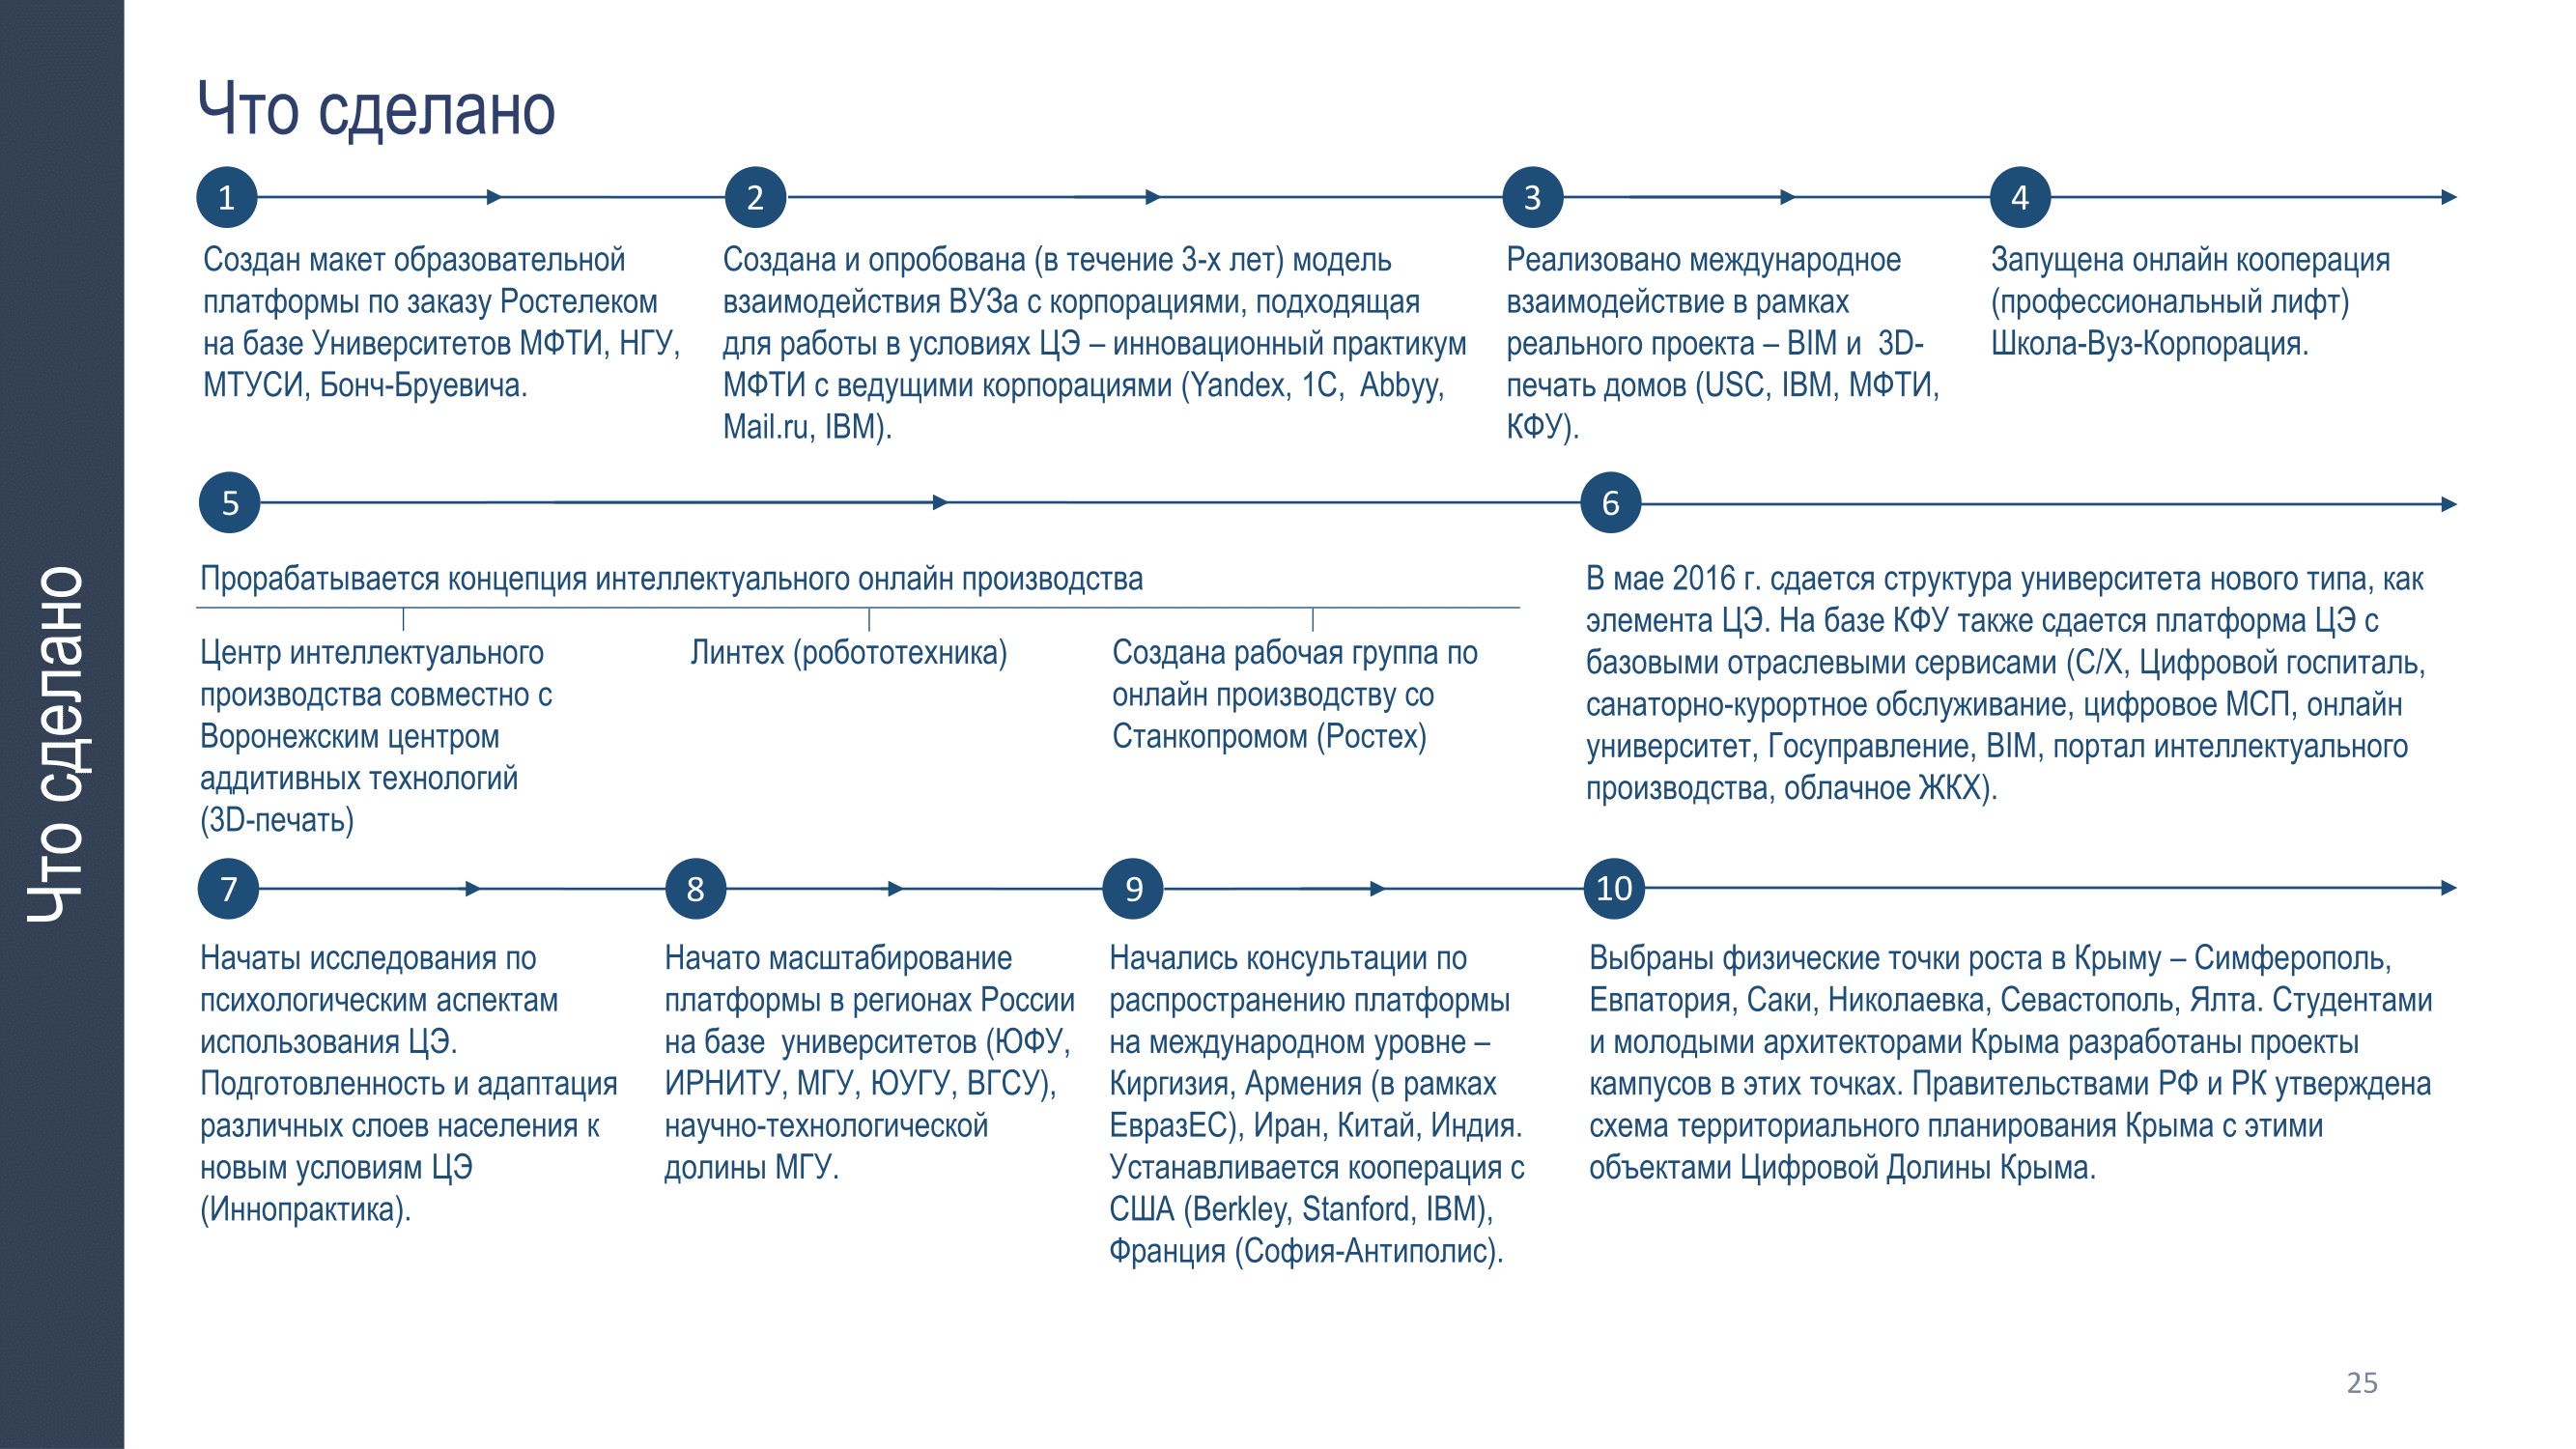 Что сделано
Что сделано
1
Создан макет образовательной
платформы по заказу Ростелеком
на базе Университетов МФТИ, НГУ,
МТУСИ, Бонч-Бруевича.
2
Создана и опробована (в течение 3-х лет) модель
взаимодействия ВУЗа с корпорациями, подходящая
для работы в условиях ЦЭ – инновационный практикум
МФТИ с ведущими корпорациями (Yandex, 1C, Abbyy,
Mail.ru, IBM).
3
Реализовано международное
взаимодействие в рамках
реального проекта – BIM и 3D-
печать домов (USC, IBM, МФТИ,
КФУ).
4
Запущена онлайн кооперация
(профессиональный лифт)
Школа-Вуз-Корпорация.
5
Прорабатывается концепция интеллектуального онлайн производства
Центр интеллектуального
производства совместно с
Воронежским центром
аддитивных технологий
(3D-печать)
Линтех (робототехника)
Создана рабочая группа по
онлайн производству со
Станкопромом (Ростех)
6
В мае 2016 г. сдается структура университета нового типа, как
элемента ЦЭ. На базе КФУ также сдается платформа ЦЭ с
базовыми отраслевыми сервисами (С/Х, Цифровой госпиталь,
санаторно-курортное обслуживание, цифровое МСП, онлайн
университет, Госуправление, BIM, портал интеллектуального
производства, облачное ЖКХ).
7
Начаты исследования по
психологическим аспектам
использования ЦЭ.
Подготовленность и адаптация
различных слоев населения к
новым условиям ЦЭ
(Иннопрактика).
8
Начато масштабирование
платформы в регионах России
на базе университетов (ЮФУ,
ИРНИТУ, МГУ, ЮУГУ, ВГСУ),
научно-технологической
долины МГУ.
9
Начались консультации по
распространению платформы
на международном уровне –
Киргизия, Армения (в рамках
ЕвразЕС), Иран, Китай, Индия.
Устанавливается кооперация с
США (Berkley, Stanford, IBM),
Франция (София-Антиполис).
10
Выбраны физические точки роста в Крыму – Симферополь,
Евпатория, Саки, Николаевка, Севастополь, Ялта. Студентами
и молодыми архитекторами Крыма разработаны проекты
кампусов в этих точках. Правительствами РФ и РК утверждена
схема территориального планирования Крыма с этими
объектами Цифровой Долины Крыма.
25